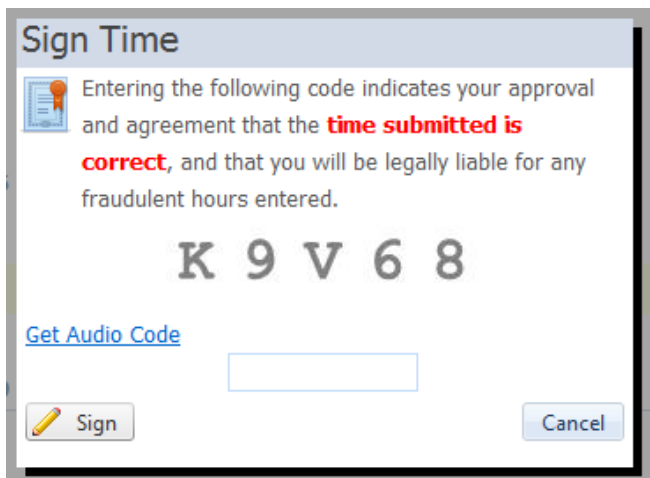 Sign Time
Entering the following code indicates your approval
and agreement that the time submitted is
correct, and that you will be legally liable for any
fraudulent hours entered.
K 9 V 6 8
Get Audio Code
Sign
Cancel